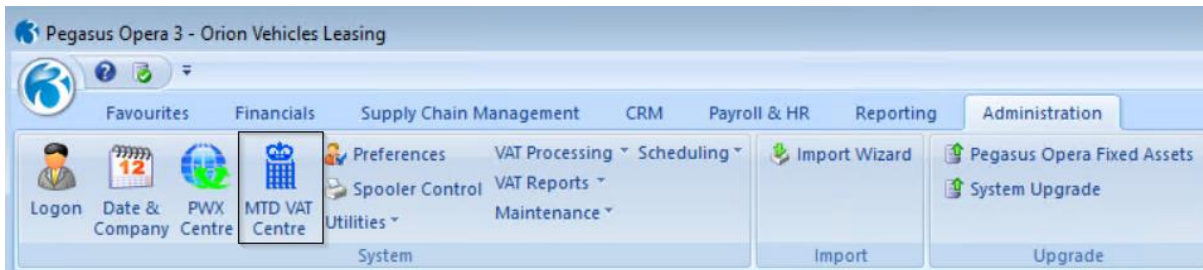 Pegasus Opera 3 - Orion Vehicles Leasing
Favourites Financials Supply Chain Management CRM Payroll & HR Reporting Administration
Logon
12
Date & Company
PWX Centre
MTD VAT Centre
Preferences
Spooler Control
Utilities
VAT Processing
VAT Reports
Maintenance
Scheduling
System
Import Wizard
Import
Pegasus Opera Fixed Assets
System Upgrade
Upgrade